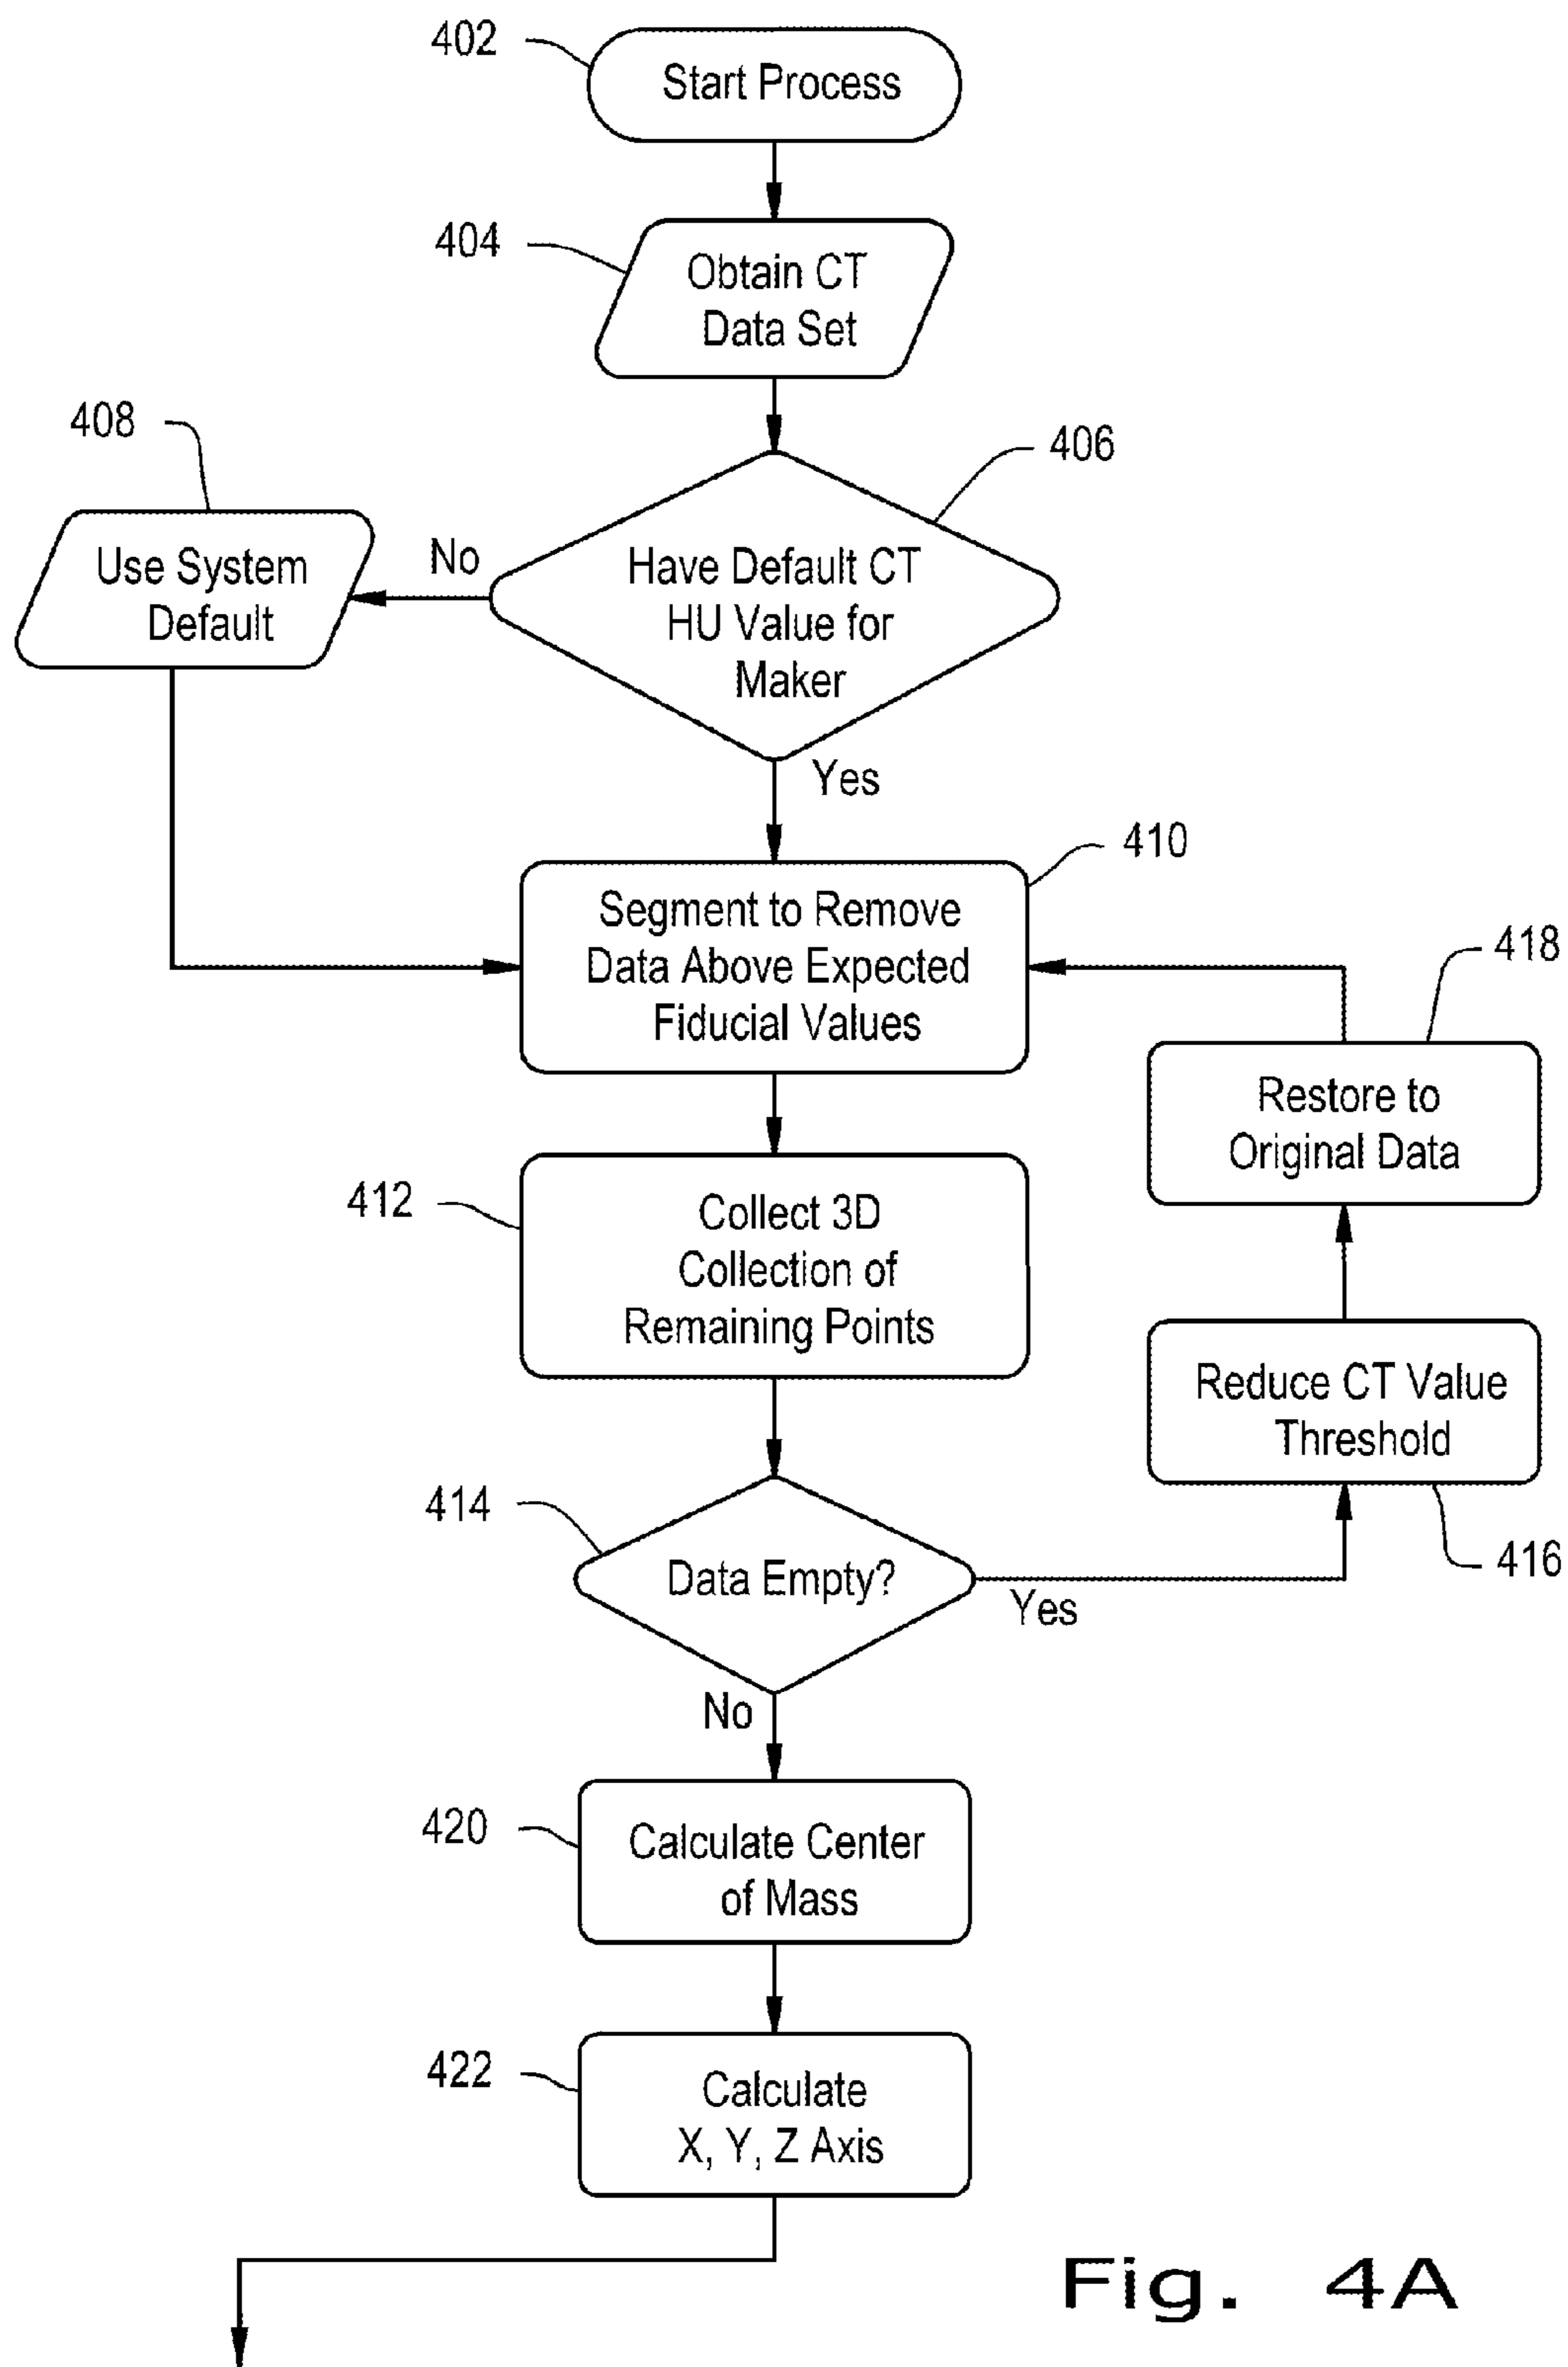 402
Start Process
404
Obtain CT
Data Set
408
406
Use System
Default
No
Have Default CT
HU Value for
Maker
Yes
410
Segment to Remove
Data Above Expected
Fiducial Values
418
Restore to
Original Data
412
Collect 3D
Collection of
Remaining Points
Reduce CT Value
Threshold
414
Data Empty?
Yes
416
No
420
Calculate Center
of Mass
422
Calculate
X, Y, Z Axis
Fig. 4A